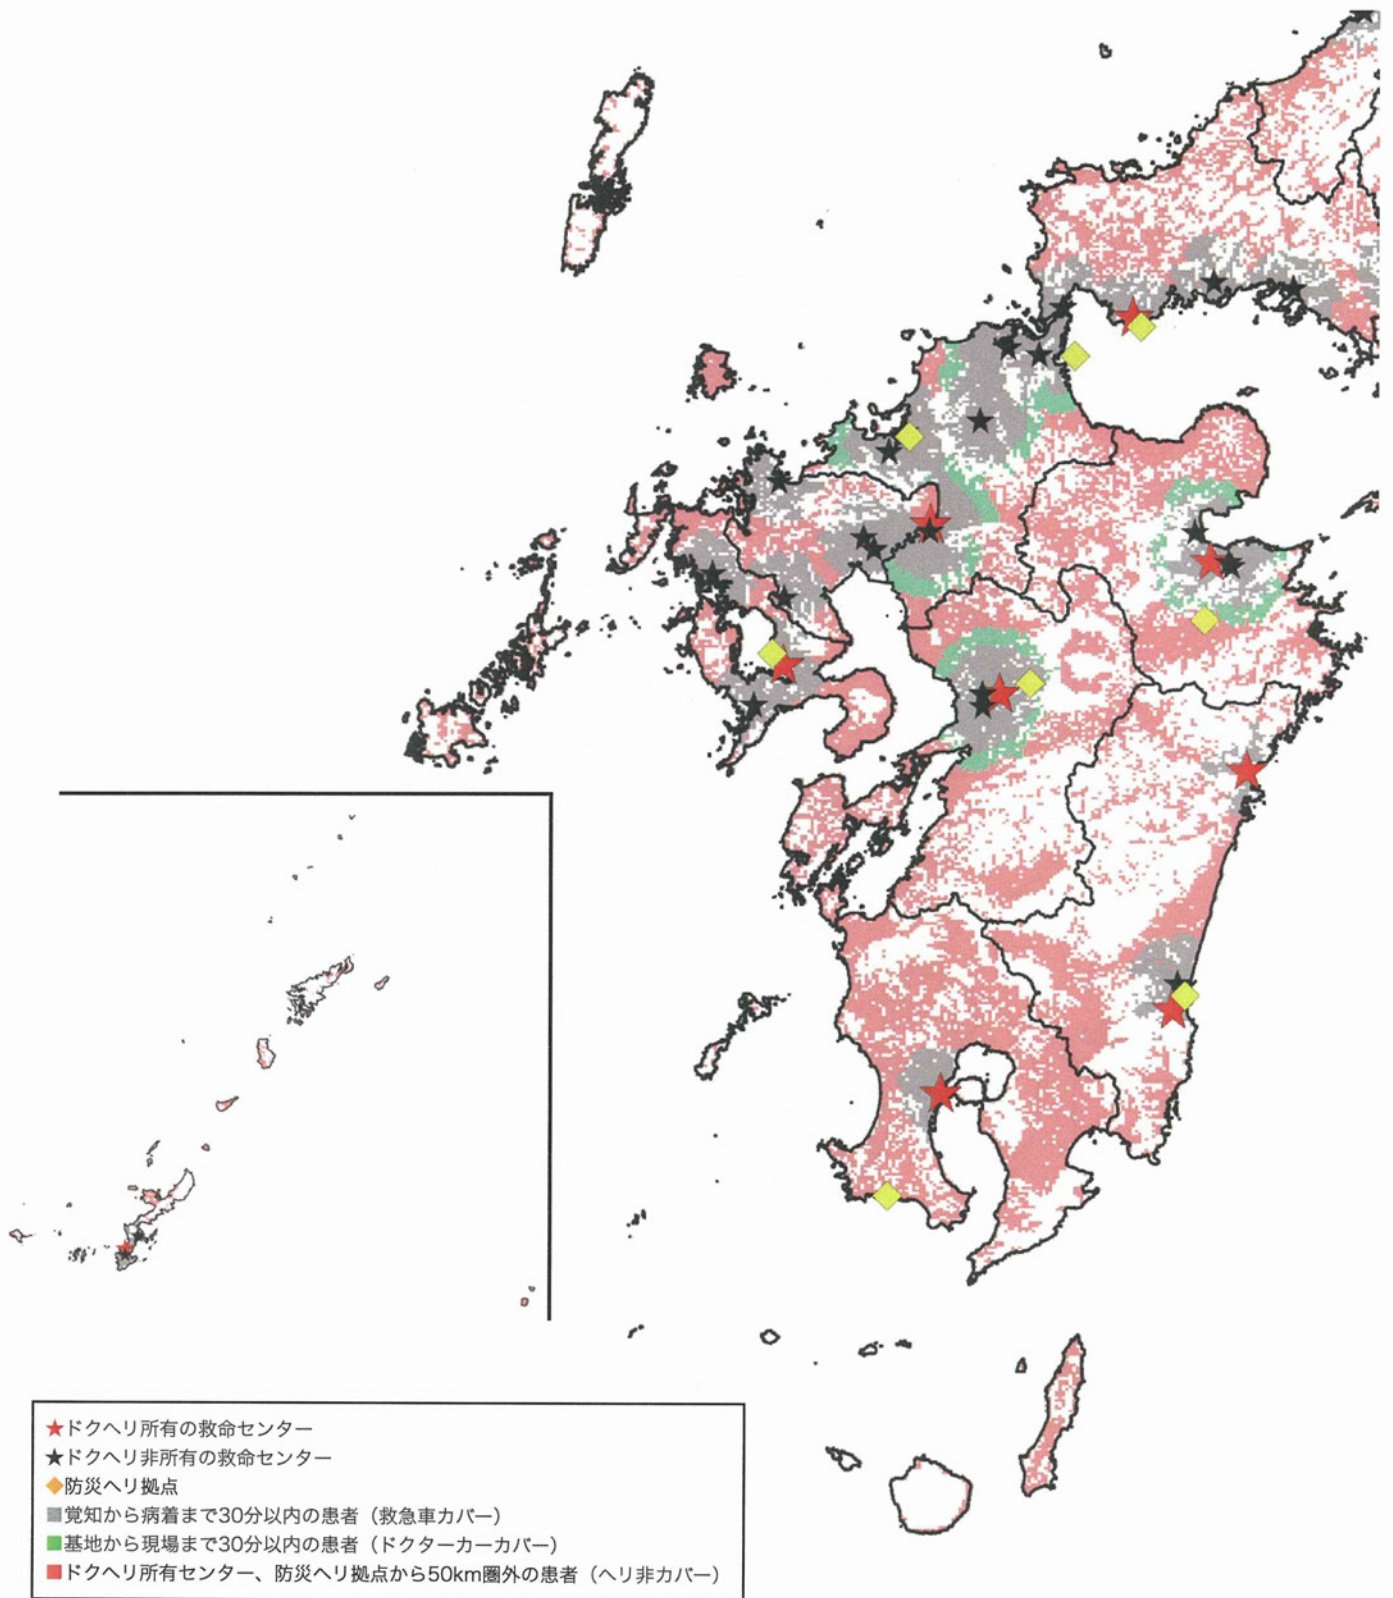 ★ドクヘリ所有の救命センター
★ドクヘリ非所有の救命センター
◆防災ヘリ拠点
■覚知から病着まで30分以内の患者（救急車カバー）
■基地から現場まで30分以内の患者（ドクターカーカバー）
■ドクヘリ所有センター、防災ヘリ拠点から50km圏外の患者（ヘリ非カバー）